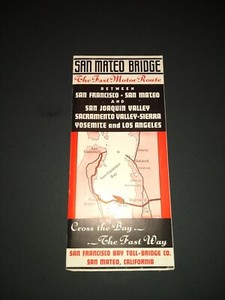 SAN MATEO BRIDGE
The Fast Motor Route
BETWEEN
SAN FRANCISCO - SAN MATEO
AND
SAN JOAQUIN VALLEY
SACRAMENTO VALLEY-SIERRA
YOSEMITE and LOS ANGELES
Cross the Bay
The Fast Way
SAN FRANCISCO BAY TOLL-BRIDGE CO.
SAN MATEO, CALIFORNIA